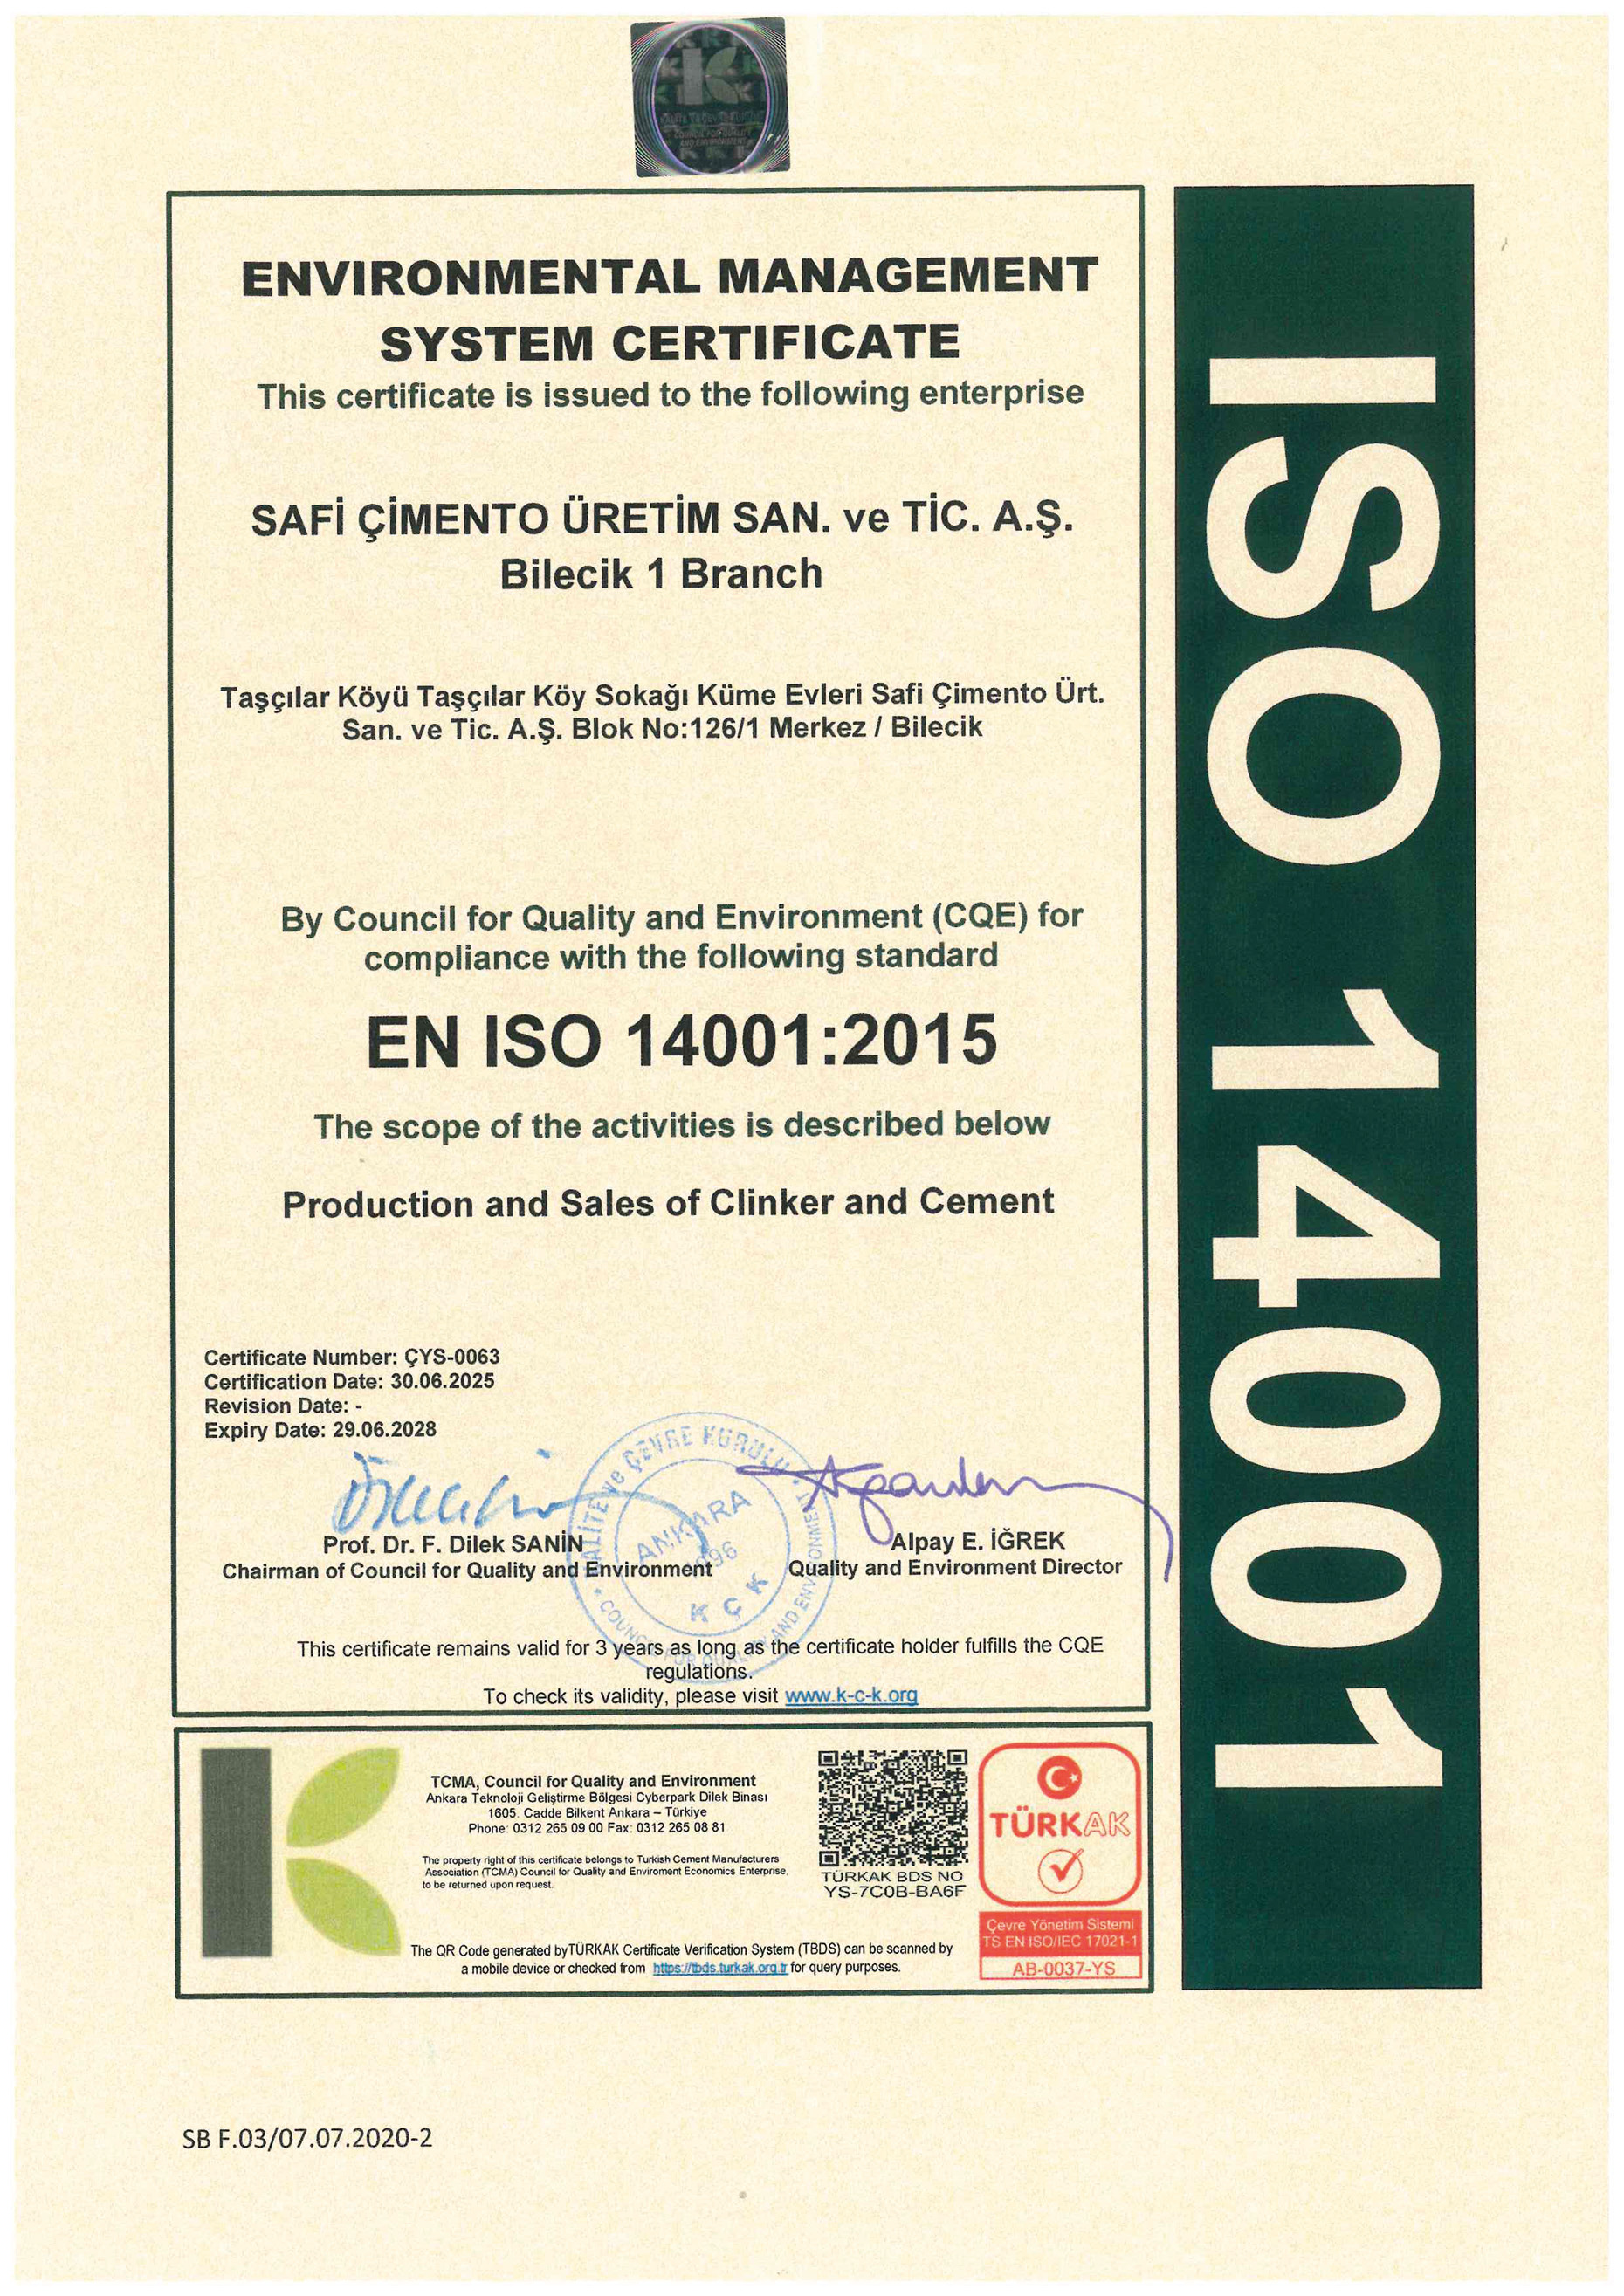 ENVIRONMENTAL MANAGEMENT
SYSTEM CERTIFICATE
This certificate is issued to the following enterprise
SAFİ ÇİMENTO ÜRETİM SAN. ve TİC. A.Ş.
Bilecik 1 Branch
Taşçılar Köyü Taşçılar Köy Sokağı Küme Evleri Safi Çimento Ürt.
San. ve Tic. A.Ş. Blok No:126/1 Merkez / Bilecik
By Council for Quality and Environment (CQE) for
compliance with the following standard
EN ISO 14001:2015
The scope of the activities is described below
Production and Sales of Clinker and Cement
Certificate Number: ÇYS-0063
Certification Date: 30.06.2025
Revision Date: -
Expiry Date: 29.06.2028
ANKARA
K Ç K
Prof. Dr. F. Dilek SANİN
Chairman of Council for Quality and Environment
Alpay E. İĞREK
Quality and Environment Director
This certificate remains valid for 3 years as long as the certificate holder fulfills the CQE
regulations.
To check its validity, please visit www.k-c-k.org
TCMA, Council for Quality and Environment
Ankara Teknoloji Geliştirme Bölgesi Cyberpark Dilek Binası
1605. Cadde Bilkent Ankara – Türkiye
Phone: 0312 265 09 00 Fax: 0312 265 08 81
The property right of this certificate belongs to Turkish Cement Manufacturers
Association (TCMA) Council for Quality and Enviroment Economics Enterprise,
to be returned upon request.
TÜRKAK BDS NO
YS-7C0B-BA6F
TÜRKAK
Çevre Yönetim Sistemi
TS EN ISO/IEC 17021-1
AB-0037-YS
The QR Code generated byTÜRKAK Certificate Verification System (TBDS) can be scanned by
a mobile device or checked from https://tbds.turkak.org.tr for query purposes.
ISO 14001
SB F.03/07.07.2020-2